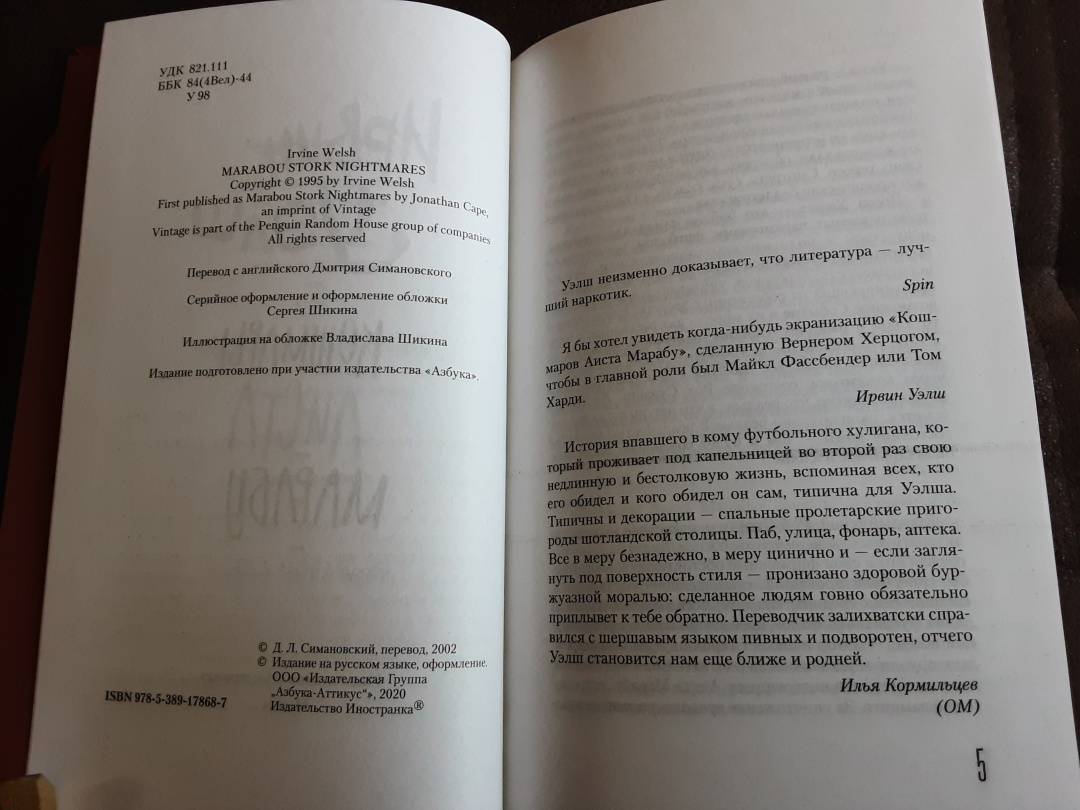 УДК 821.111
ББК 84(4Вел)-44
У 98
Irvine Welsh
MARABOU STORK NIGHTMARES
Copyright © 1995 by Irvine Welsh
First published as Marabou Stork Nightmares by Jonathan Cape,
an imprint of Vintage
Vintage is part of the Penguin Random House group of companies
All rights reserved
Перевод с английского Дмитрия Симановского
Серийное оформление и оформление обложки
Сергея Шикина
Иллюстрация на обложке Владислава Шикина
Издание подготовлено при участии издательства «Азбука».
© Д. Л. Симановский, перевод, 2002
© Издание на русском языке, оформление.
ООО «Издательская Группа
„Азбука-Аттикус“», 2020
Издательство Иностранка®
ISBN 978-5-389-17868-7
Уэлш неизменно доказывает, что литература — луч-
ший наркотик.
Spin
Я бы хотел увидеть когда-нибудь экранизацию «Кош-
маров Аиста Марабу», сделанную Вернером Херцогом,
чтобы в главной роли был Майкл Фассбендер или Том
Харди.
Ирвин Уэлш
История впавшего в кому футбольного хулигана, ко-
торый проживает под капельницей во второй раз свою
недлинную и бестолковую жизнь, вспоминая всех, кто
его обидел и кого обидел он сам, типична для Уэлша.
Типичны и декорации — спальные пролетарские приго-
роды шотландской столицы. Паб, улица, фонарь, аптека.
Все в меру безнадежно, в меру цинично и — если загля-
нуть под поверхность стиля — пронизано здоровой бур-
жуазной моралью: сделанное людям говно обязательно
приплывет к тебе обратно. Переводчик залихватски спра-
вился с шершавым языком пивных и подворотен, отчего
Уэлш становится нам еще ближе и родней.
Илья Кормильцев
(ОМ)
5